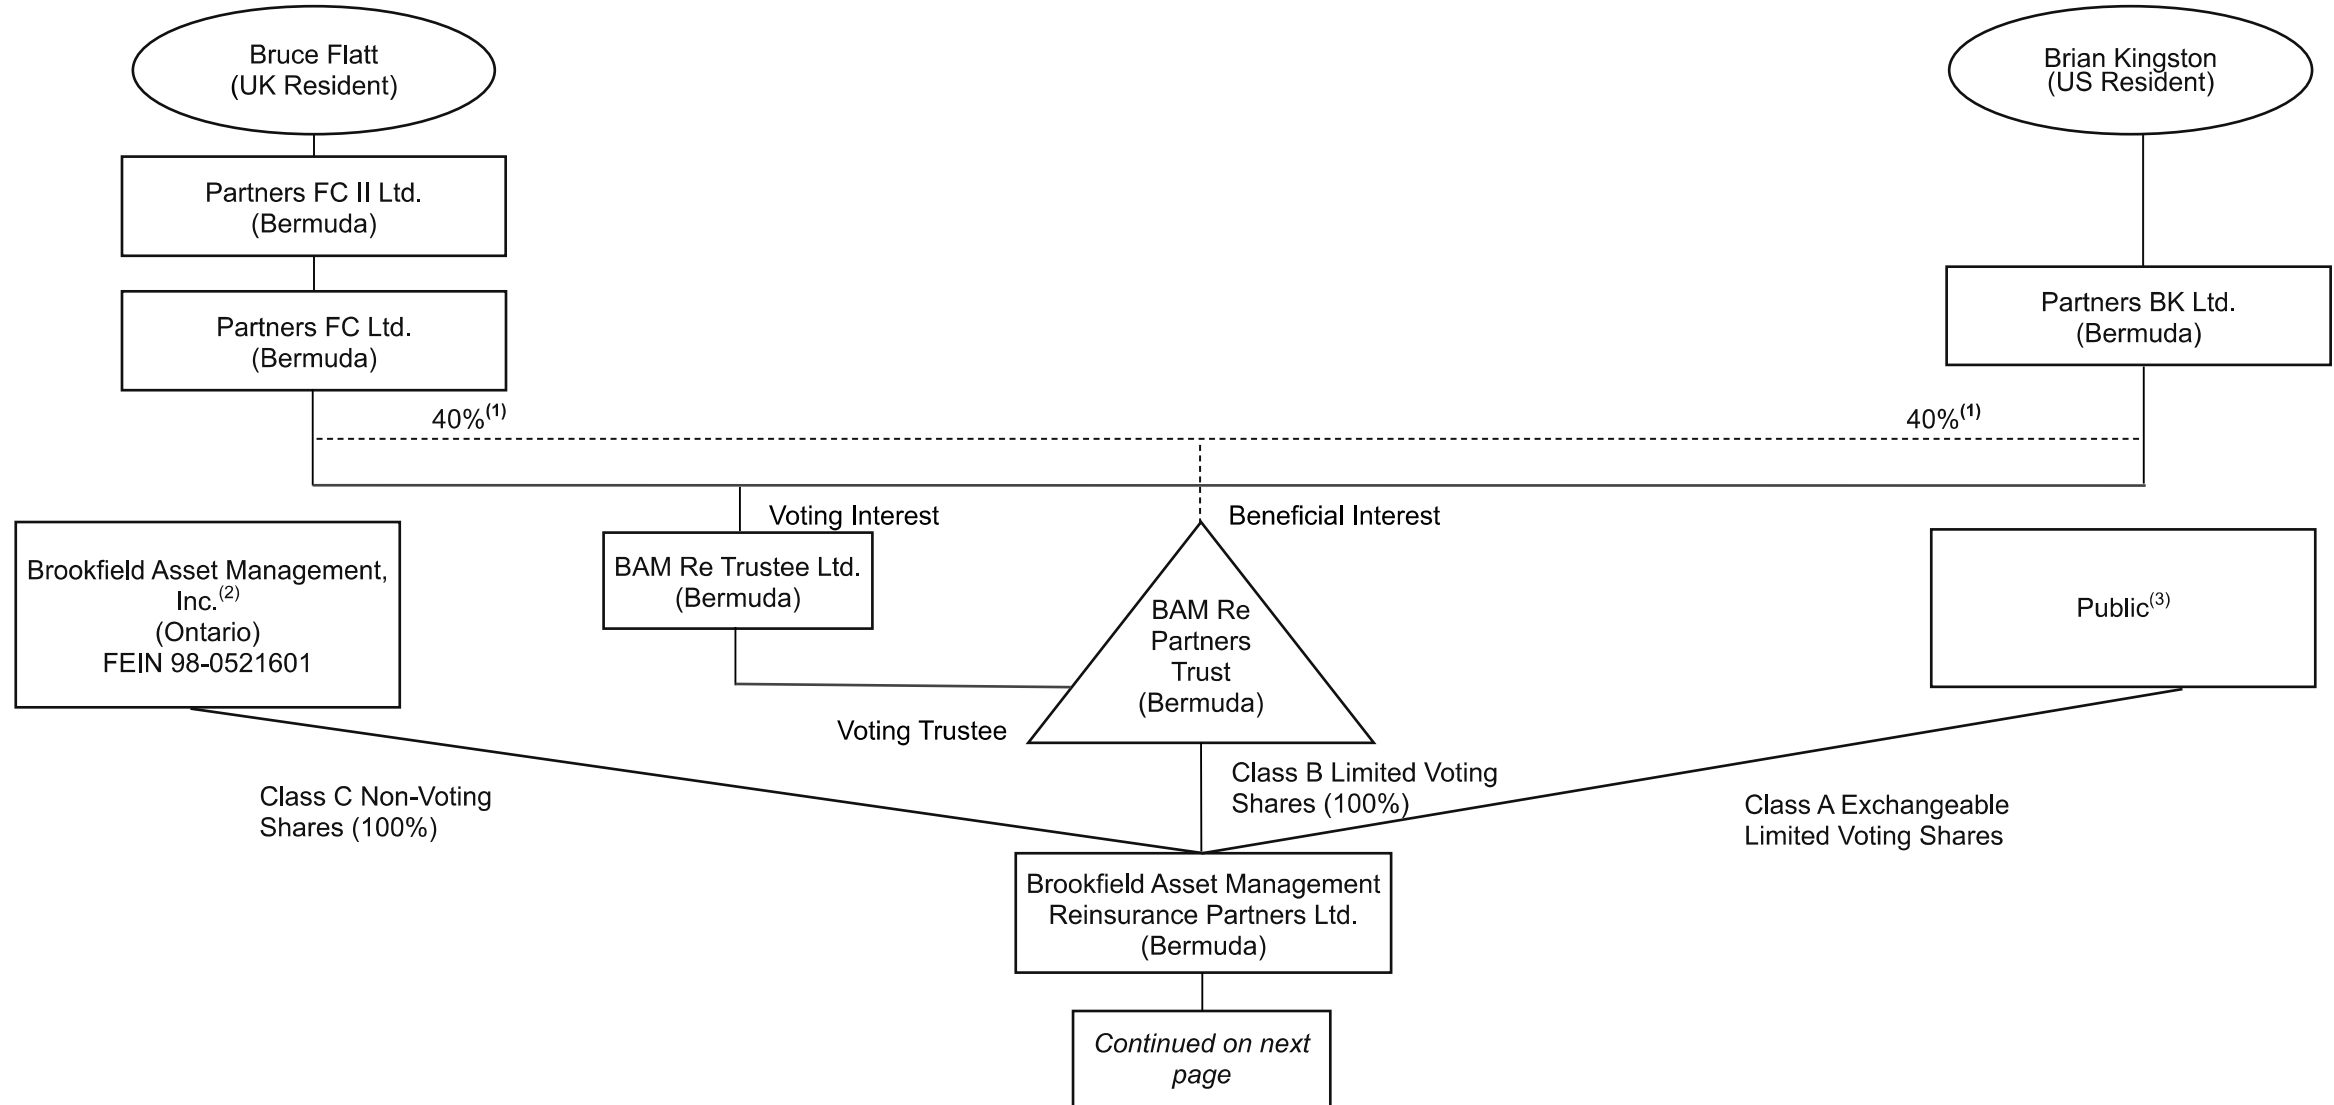 Bruce Flatt
(UK Resident)
Brian Kingston
(US Resident)
Partners FC II Ltd.
(Bermuda)
Partners FC Ltd.
(Bermuda)
Partners BK Ltd.
(Bermuda)
40%(1)
40%(1)
Voting Interest
Beneficial Interest
Brookfield Asset Management,
Inc.(2)
(Ontario)
FEIN 98-0521601
BAM Re Trustee Ltd.
(Bermuda)
BAM Re
Partners
Trust
(Bermuda)
Public(3)
Voting Trustee
Class C Non-Voting
Shares (100%)
Class B Limited Voting
Shares (100%)
Class A Exchangeable
Limited Voting Shares
Brookfield Asset Management
Reinsurance Partners Ltd.
(Bermuda)
Continued on next
page